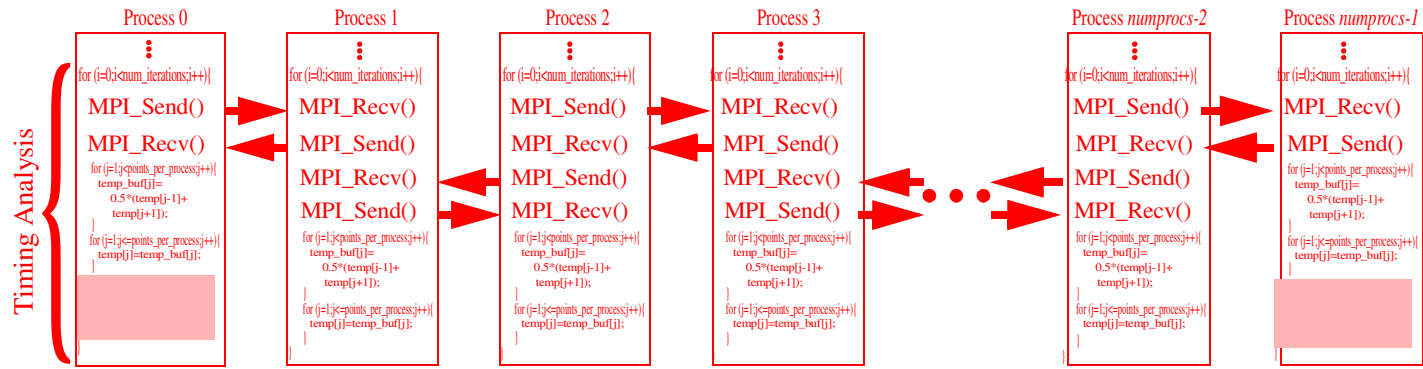 Timing Analysis
Process 0
for (i=0;i<num_iterations;i++){
MPI_Send()
MPI_Recv()
for (j=1;j<points_per_process;j++){
temp_buf[j]=
0.5*(temp[j-1]+
temp[j+1]);
}
for (j=1;j<=points_per_process;j++){
temp[j]=temp_buf[j];
}
}
Process 1
for (i=0;i<num_iterations;i++){
MPI_Recv()
MPI_Send()
MPI_Recv()
MPI_Send()
for (j=1;j<points_per_process;j++){
temp_buf[j]=
0.5*(temp[j-1]+
temp[j+1]);
}
for (j=1;j<=points_per_process;j++){
temp[j]=temp_buf[j];
}
}
Process 2
for (i=0;i<num_iterations;i++){
MPI_Send()
MPI_Recv()
MPI_Send()
MPI_Recv()
for (j=1;j<points_per_process;j++){
temp_buf[j]=
0.5*(temp[j-1]+
temp[j+1]);
}
for (j=1;j<=points_per_process;j++){
temp[j]=temp_buf[j];
}
}
Process 3
for (i=0;i<num_iterations;i++){
MPI_Recv()
MPI_Send()
MPI_Recv()
MPI_Send()
for (j=1;j<points_per_process;j++){
temp_buf[j]=
0.5*(temp[j-1]+
temp[j+1]);
}
for (j=1;j<=points_per_process;j++){
temp[j]=temp_buf[j];
}
}
Process numprocs-2
for (i=0;i<num_iterations;i++){
MPI_Send()
MPI_Recv()
MPI_Send()
MPI_Recv()
for (j=1;j<points_per_process;j++){
temp_buf[j]=
0.5*(temp[j-1]+
temp[j+1]);
}
for (j=1;j<=points_per_process;j++){
temp[j]=temp_buf[j];
}
}
Process numprocs-1
for (i=0;i<num_iterations;i++){
MPI_Recv()
MPI_Send()
for (j=1;j<points_per_process;j++){
temp_buf[j]=
0.5*(temp[j-1]+
temp[j+1]);
}
for (j=1;j<=points_per_process;j++){
temp[j]=temp_buf[j];
}
}